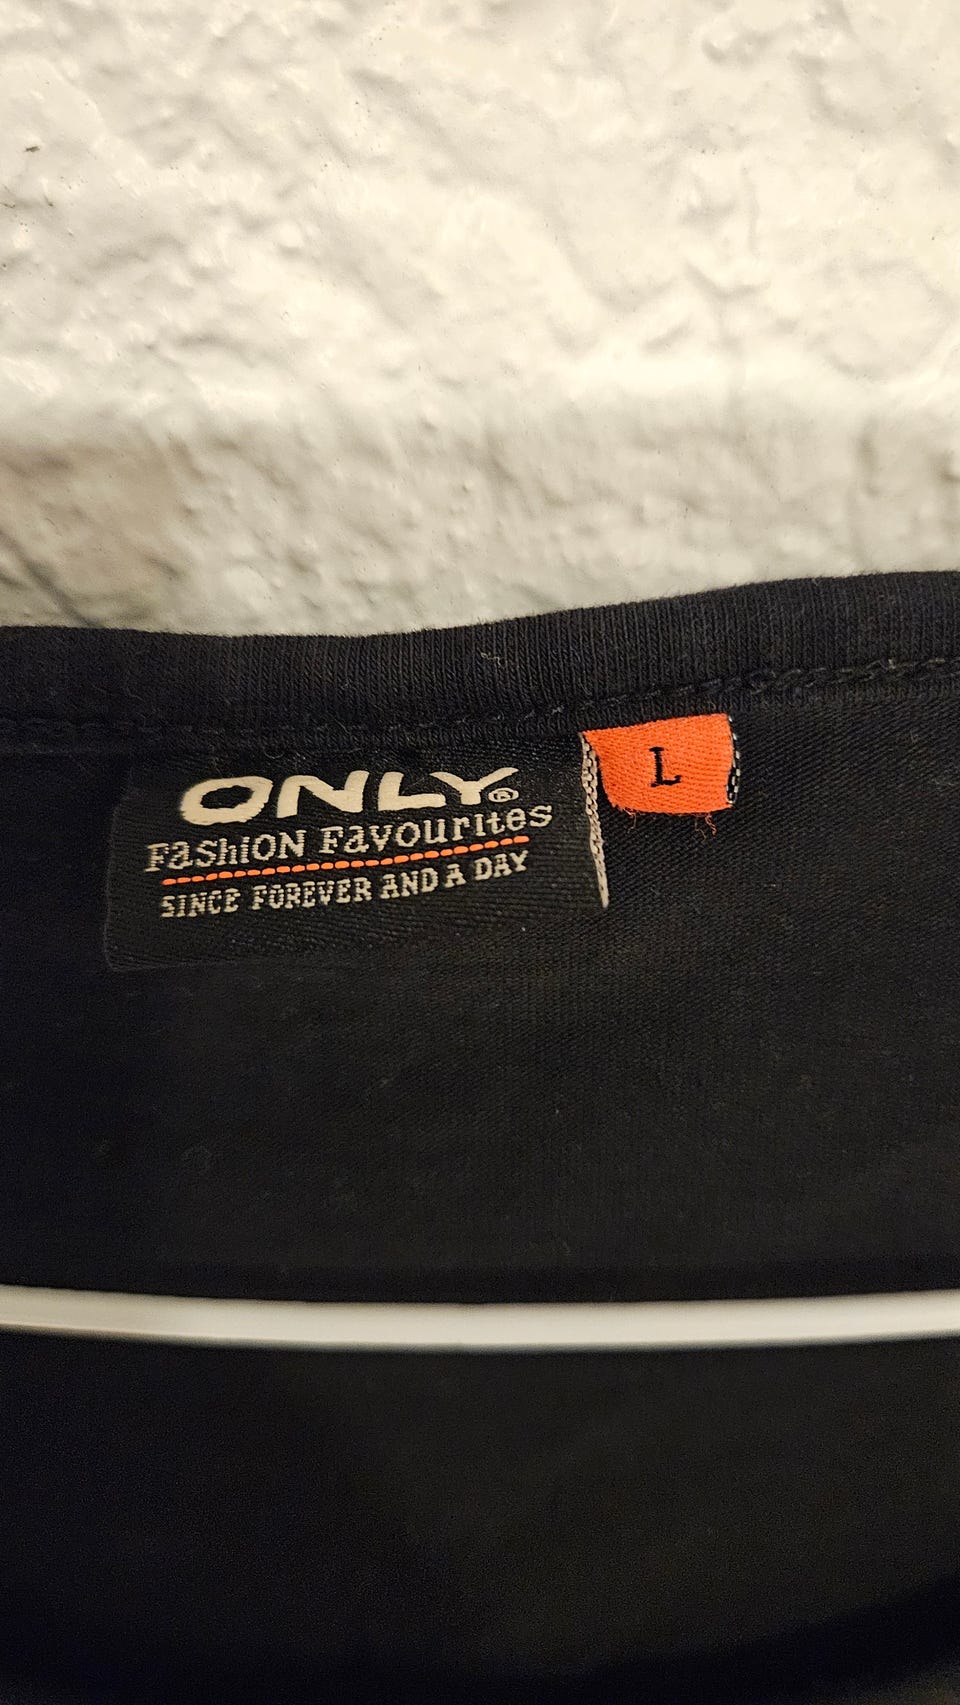 ONLY®
Fashion Favourites
SINCE FOREVER AND A DAY
L